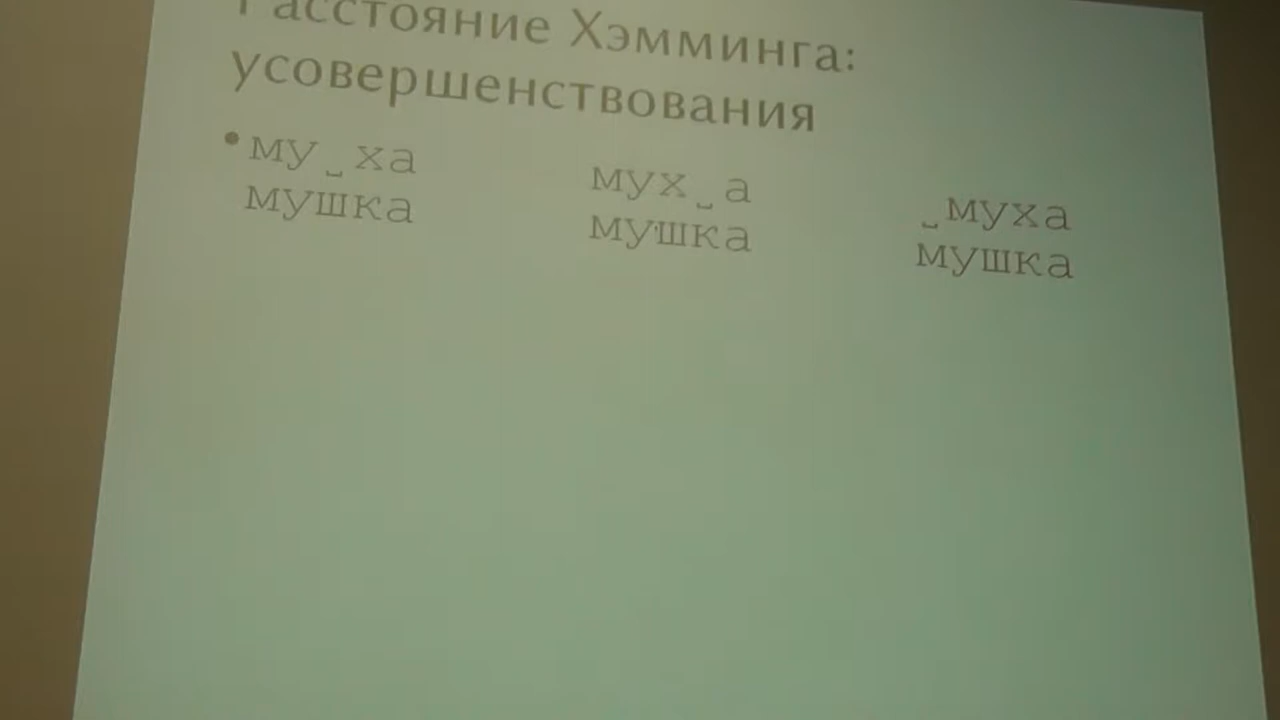 Расстояние Хэмминга:
усовершенствования
• му˽ха мух˽а ˽муха
мушка мушка мушка